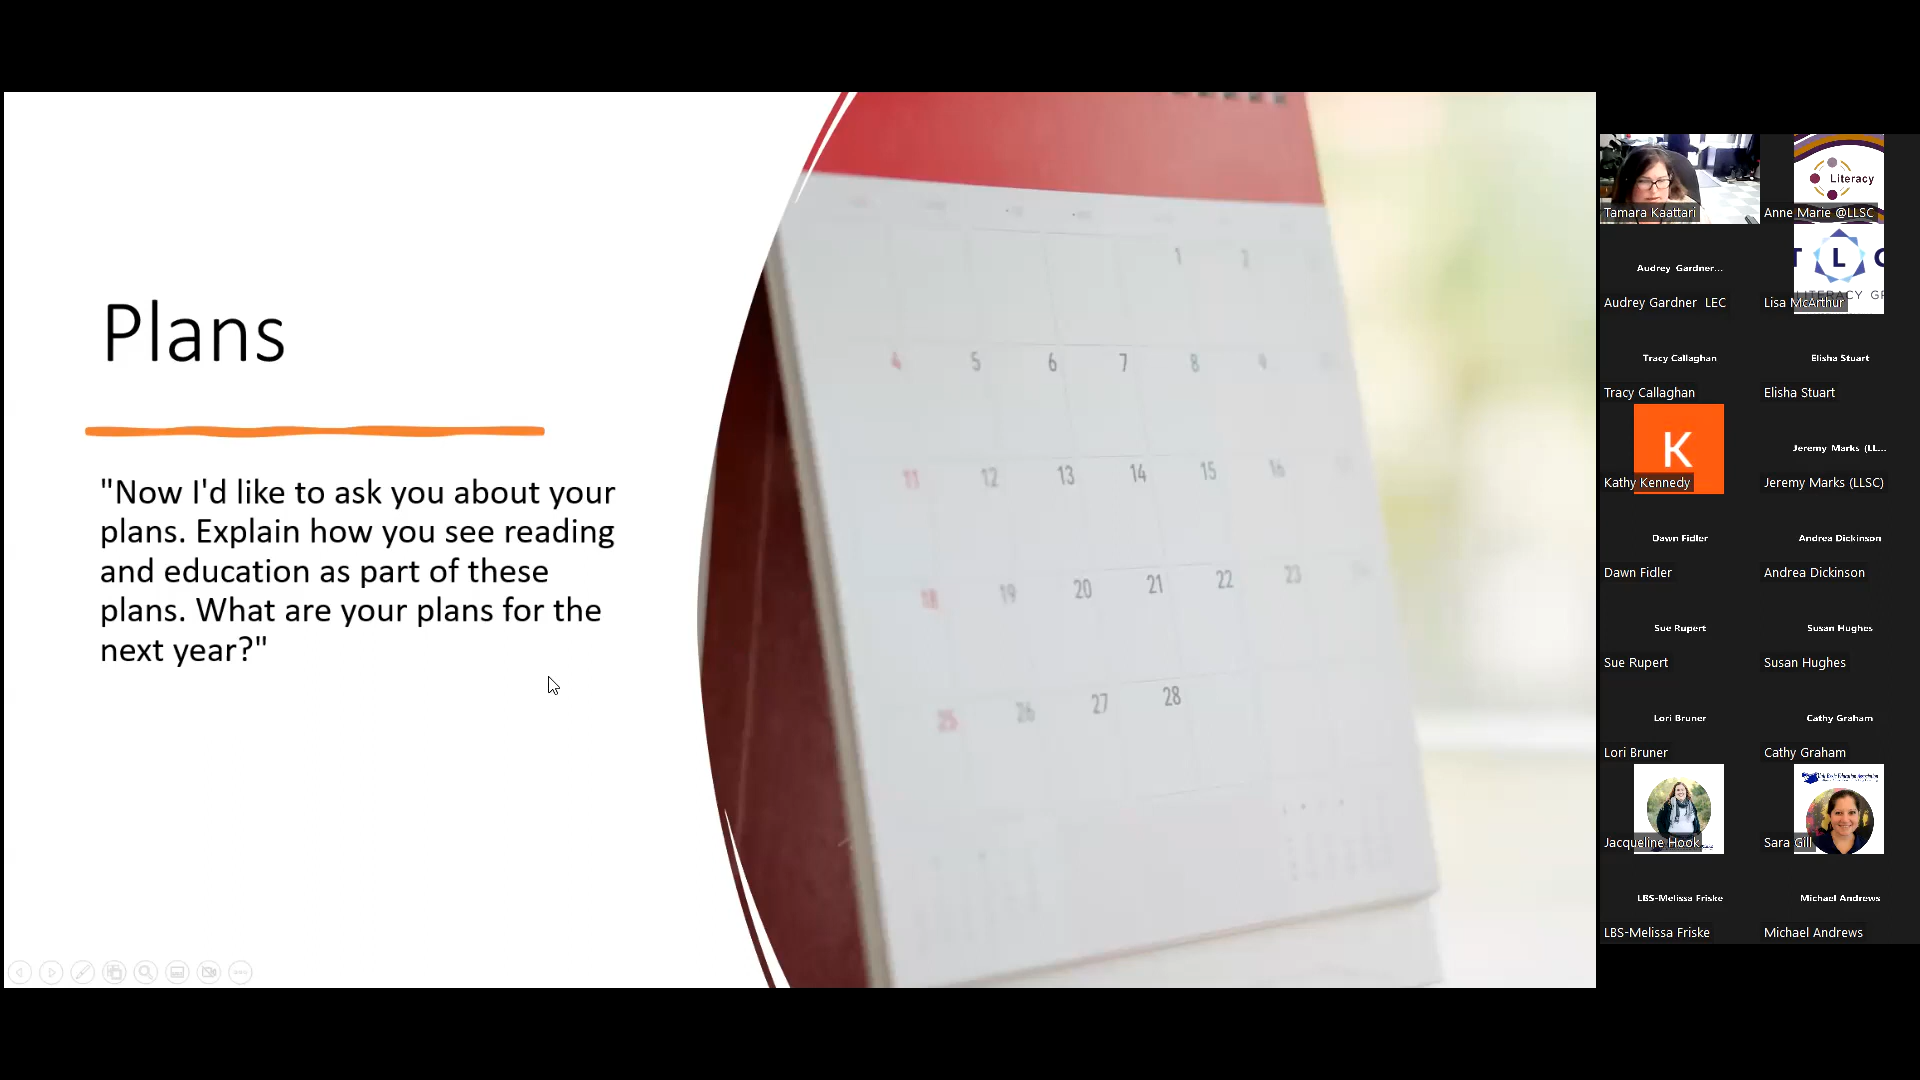 Plans
"Now I'd like to ask you about your
plans. Explain how you see reading
and education as part of these
plans. What are your plans for the
next year?"
1 2
4 5 6 7 8 9
11 12 13 14 15 16
18 19 20 21 22 23
25 26 27 28
Tamara Kaattari
Literacy
Anne Marie @LLSC
Audrey Gardner...
Audrey Gardner LEC
T L C
LITERACY GR
Lisa McArthur
Tracy Callaghan
Tracy Callaghan
Elisha Stuart
Elisha Stuart
K
Kathy Kennedy
Jeremy Marks (LL...
Jeremy Marks (LLSC)
Dawn Fidler
Dawn Fidler
Andrea Dickinson
Andrea Dickinson
Sue Rupert
Sue Rupert
Susan Hughes
Susan Hughes
Lori Bruner
Lori Bruner
Cathy Graham
Cathy Graham
Jacqueline Hook
Sara Gill
LBS-Melissa Friske
LBS-Melissa Friske
Michael Andrews
Michael Andrews